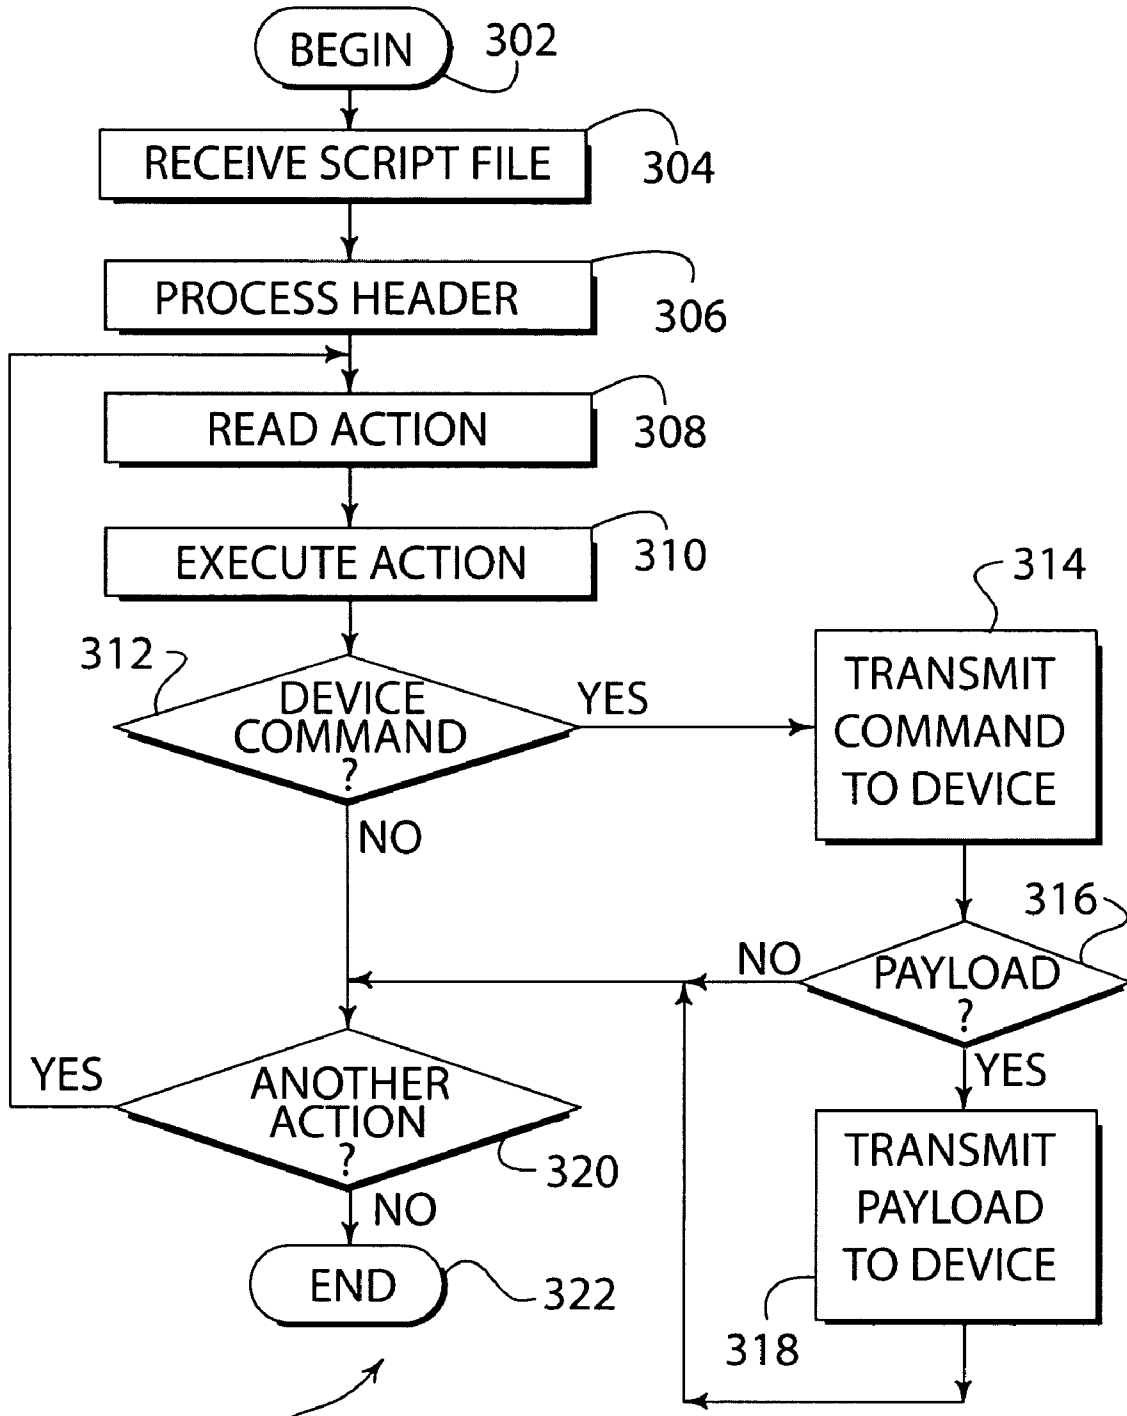 BEGIN
302
RECEIVE SCRIPT FILE
304
PROCESS HEADER
306
READ ACTION
308
EXECUTE ACTION
310
312
DEVICE
COMMAND
?
YES
NO
314
TRANSMIT
COMMAND
TO DEVICE
316
PAYLOAD
?
NO
YES
TRANSMIT
PAYLOAD
TO DEVICE
318
YES
ANOTHER
ACTION
?
320
NO
END
322